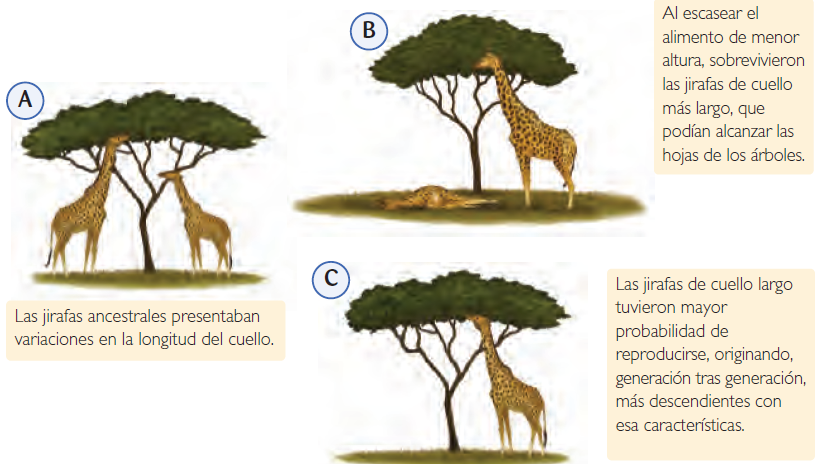 A
Las jirafas ancestrales presentaban
variaciones en la longitud del cuello.
B
Al escasear el
alimento de menor
altura, sobrevivieron
las jirafas de cuello
más largo, que
podían alcanzar las
hojas de los árboles.
C
Las jirafas de cuello largo
tuvieron mayor
probabilidad de
reproducirse, originando,
generación tras generación,
más descendientes con
esa características.